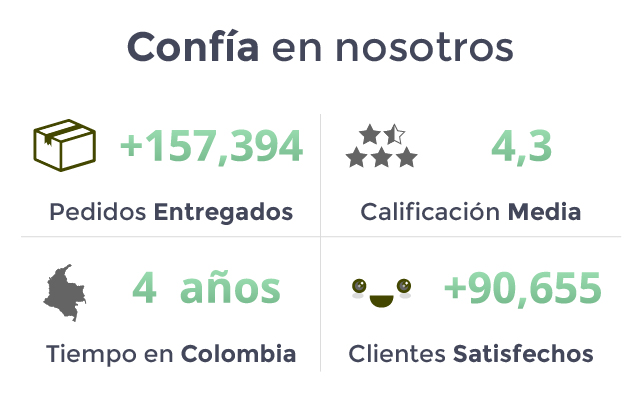 Confía en nosotros
+157,394
Pedidos Entregados
4,3
Calificación Media
4 años
Tiempo en Colombia
+90,655
Clientes Satisfechos